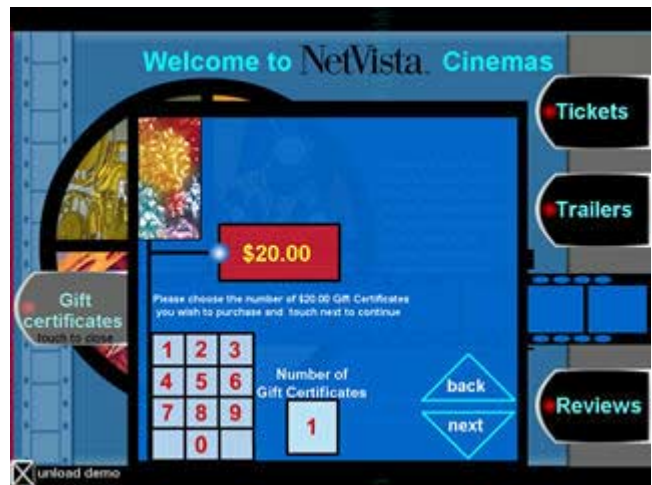 Welcome to NetVista. Cinemas
Tickets
Trailers
$20.00
Gift
certificates
touch to close
Please choose the number of $20.00 Gift Certificates
you wish to purchase and touch next to continue
1 2 3
4 5 6
7 8 9
0
Number of
Gift Certificates
1
back
next
Reviews
unload demo